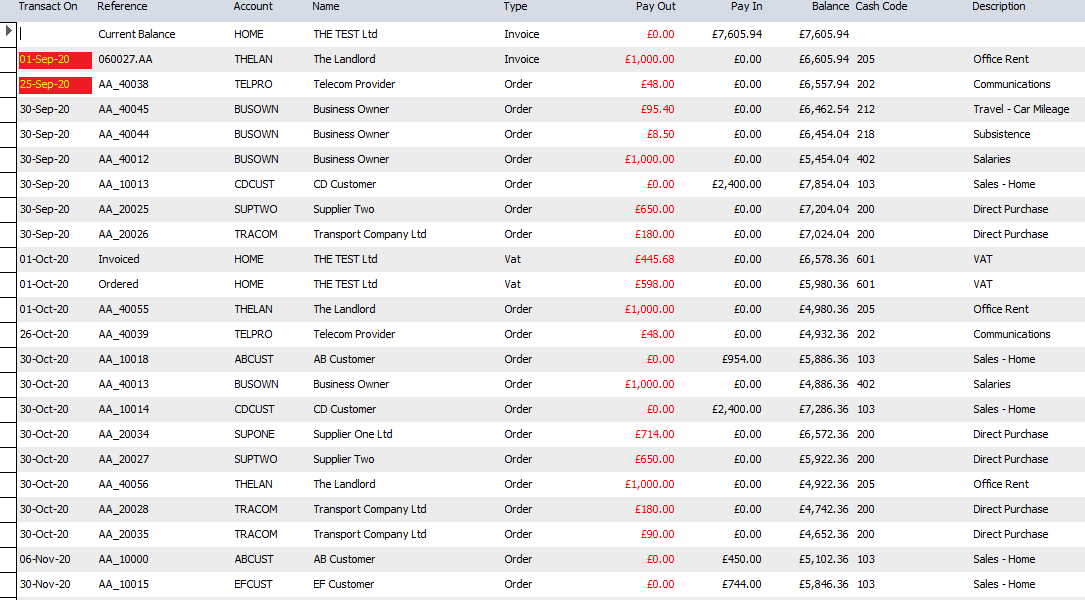 Transact On Reference Account Name Type Pay Out Pay In Balance Cash Code Description
Current Balance HOME THE TEST Ltd Invoice £0.00 £7,605.94 £7,605.94
01-Sep-20 060027.AA THELAN The Landlord Invoice £1,000.00 £0.00 £6,605.94 205 Office Rent
25-Sep-20 AA_40038 TELPRO Telecom Provider Order £48.00 £0.00 £6,557.94 202 Communications
30-Sep-20 AA_40045 BUSOWN Business Owner Order £95.40 £0.00 £6,462.54 212 Travel - Car Mileage
30-Sep-20 AA_40044 BUSOWN Business Owner Order £8.50 £0.00 £6,454.04 218 Subsistence
30-Sep-20 AA_40012 BUSOWN Business Owner Order £1,000.00 £0.00 £5,454.04 402 Salaries
30-Sep-20 AA_10013 CDCUST CD Customer Order £0.00 £2,400.00 £7,854.04 103 Sales - Home
30-Sep-20 AA_20025 SUPTWO Supplier Two Order £650.00 £0.00 £7,204.04 200 Direct Purchase
30-Sep-20 AA_20026 TRACOM Transport Company Ltd Order £180.00 £0.00 £7,024.04 200 Direct Purchase
01-Oct-20 Invoiced HOME THE TEST Ltd Vat £445.68 £0.00 £6,578.36 601 VAT
01-Oct-20 Ordered HOME THE TEST Ltd Vat £598.00 £0.00 £5,980.36 601 VAT
01-Oct-20 AA_40055 THELAN The Landlord Order £1,000.00 £0.00 £4,980.36 205 Office Rent
26-Oct-20 AA_40039 TELPRO Telecom Provider Order £48.00 £0.00 £4,932.36 202 Communications
30-Oct-20 AA_10018 ABCUST AB Customer Order £0.00 £954.00 £5,886.36 103 Sales - Home
30-Oct-20 AA_40013 BUSOWN Business Owner Order £1,000.00 £0.00 £4,886.36 402 Salaries
30-Oct-20 AA_10014 CDCUST CD Customer Order £0.00 £2,400.00 £7,286.36 103 Sales - Home
30-Oct-20 AA_20034 SUPONE Supplier One Ltd Order £714.00 £0.00 £6,572.36 200 Direct Purchase
30-Oct-20 AA_20027 SUPTWO Supplier Two Order £650.00 £0.00 £5,922.36 200 Direct Purchase
30-Oct-20 AA_40056 THELAN The Landlord Order £1,000.00 £0.00 £4,922.36 205 Office Rent
30-Oct-20 AA_20028 TRACOM Transport Company Ltd Order £180.00 £0.00 £4,742.36 200 Direct Purchase
30-Oct-20 AA_20035 TRACOM Transport Company Ltd Order £90.00 £0.00 £4,652.36 200 Direct Purchase
06-Nov-20 AA_10000 ABCUST AB Customer Order £0.00 £450.00 £5,102.36 103 Sales - Home
30-Nov-20 AA_10015 EFCUST EF Customer Order £0.00 £744.00 £5,846.36 103 Sales - Home